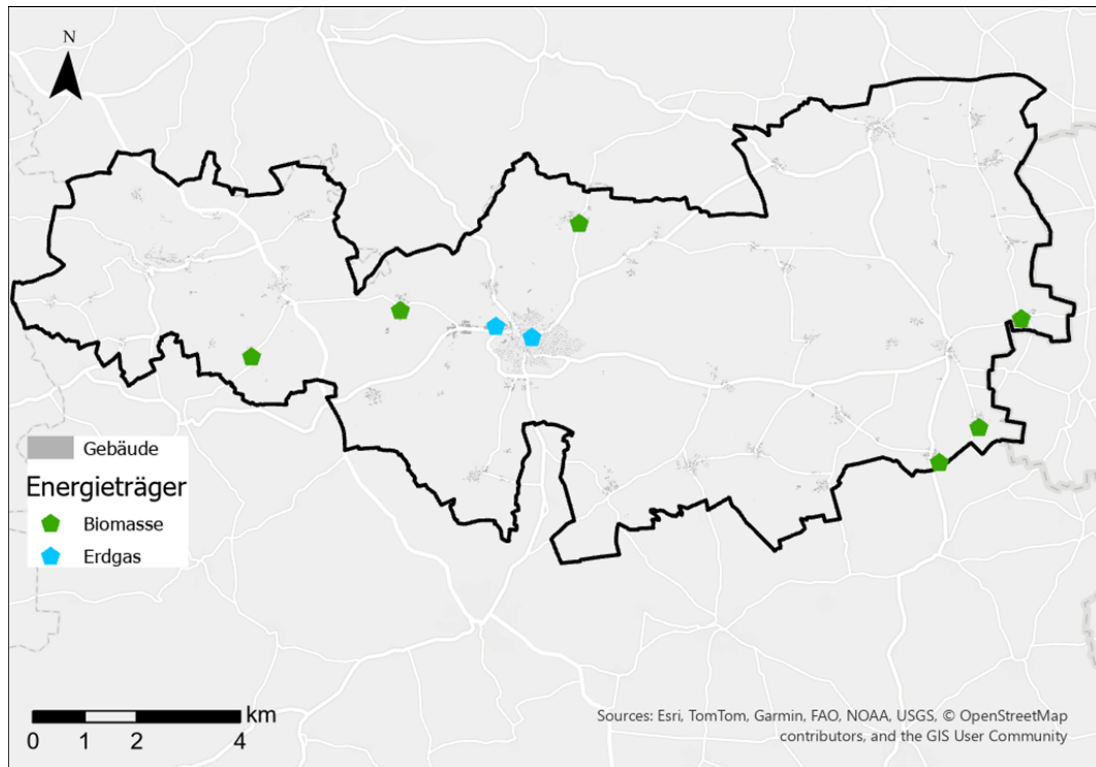 N
Gebäude
Energieträger
Biomasse
Erdgas
km
0 1 2 4
Sources: Esri, TomTom, Garmin, FAO, NOAA, USGS, © OpenStreetMap
contributors, and the GIS User Community